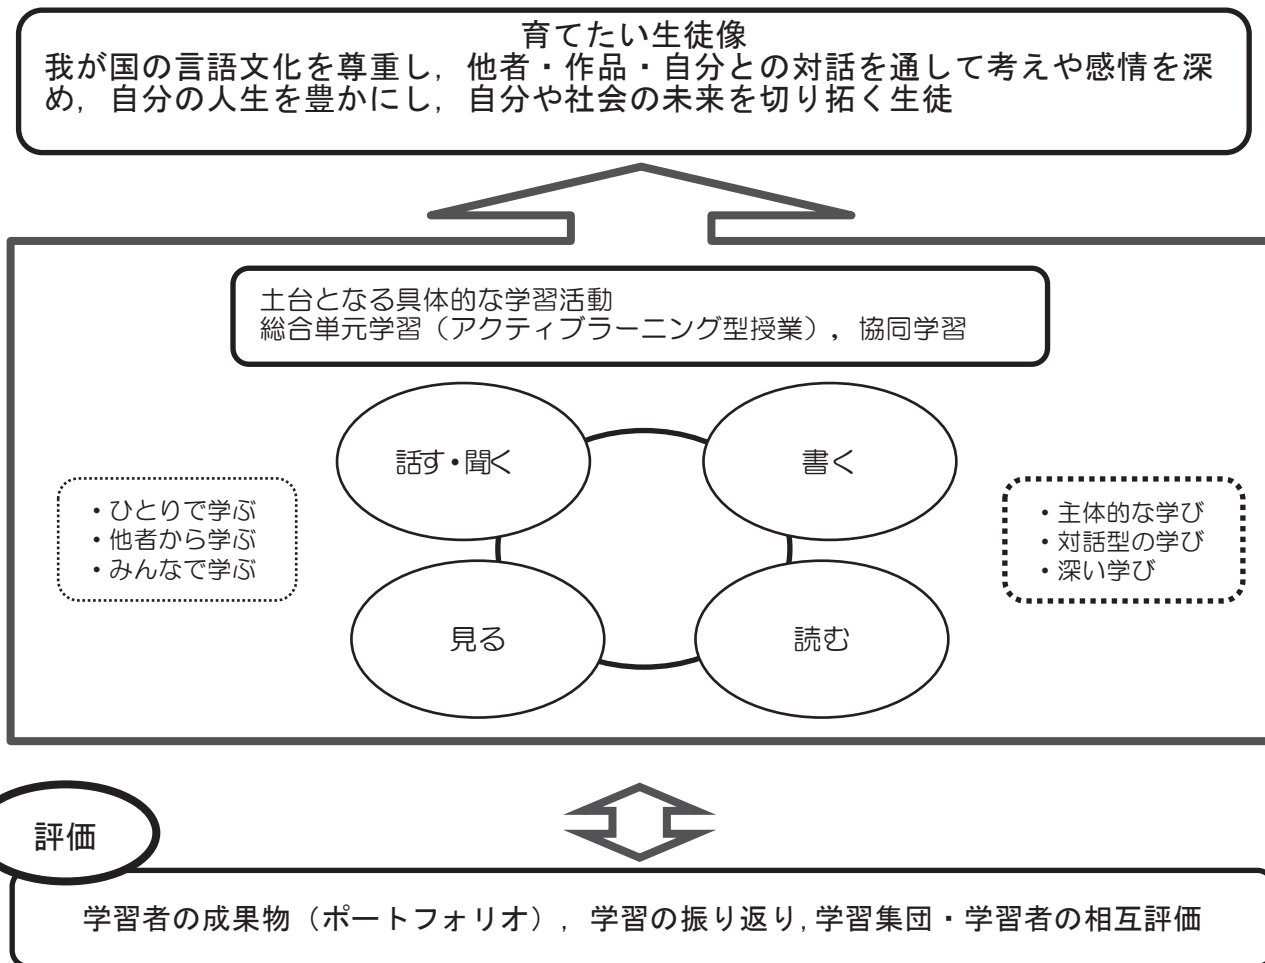 育てたい生徒像
我が国の言語文化を尊重し，他者・作品・自分との対話を通して考えや感情を深
め，自分の人生を豊かにし，自分や社会の未来を切り拓く生徒
土台となる具体的な学習活動
総合単元学習（アクティブラーニング型授業），協同学習
話す・聞く
書く
・ひとりで学ぶ
・他者から学ぶ
・みんなで学ぶ
・主体的な学び
・対話型の学び
・深い学び
見る
読む
評価
学習者の成果物（ポートフォリオ），学習の振り返り,学習集団・学習者の相互評価